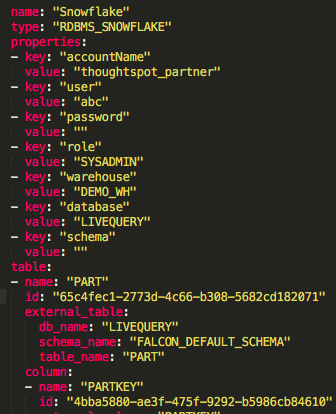 name: "Snowflake"
type: "RDBMS_SNOWFLAKE"
properties:
- key: "accountName"
  value: "thoughtspot_partner"
- key: "user"
  value: "abc"
- key: "password"
  value: ""
- key: "role"
  value: "SYSADMIN"
- key: "warehouse"
  value: "DEMO_WH"
- key: "database"
  value: "LIVEQUERY"
- key: "schema"
  value: ""
table:
- name: "PART"
  id: "65c4fec1-2773-4c66-b308-5682cd182071"
  external_table:
    db_name: "LIVEQUERY"
    schema_name: "FALCON_DEFAULT_SCHEMA"
    table_name: "PART"
  column:
  - name: "PARTKEY"
    id: "4bba5880-ae3f-475f-9292-b5986cb84610"